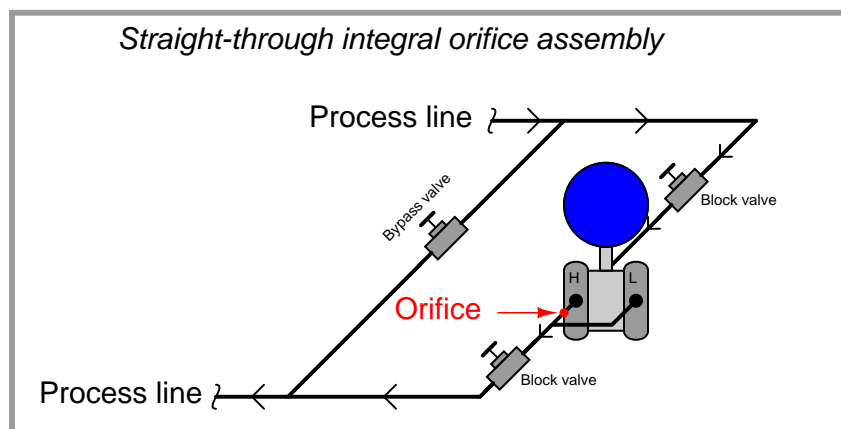 Straight-through integral orifice assembly
Process line
Bypass valve
Block valve
H
L
Orifice
Process line
Block valve